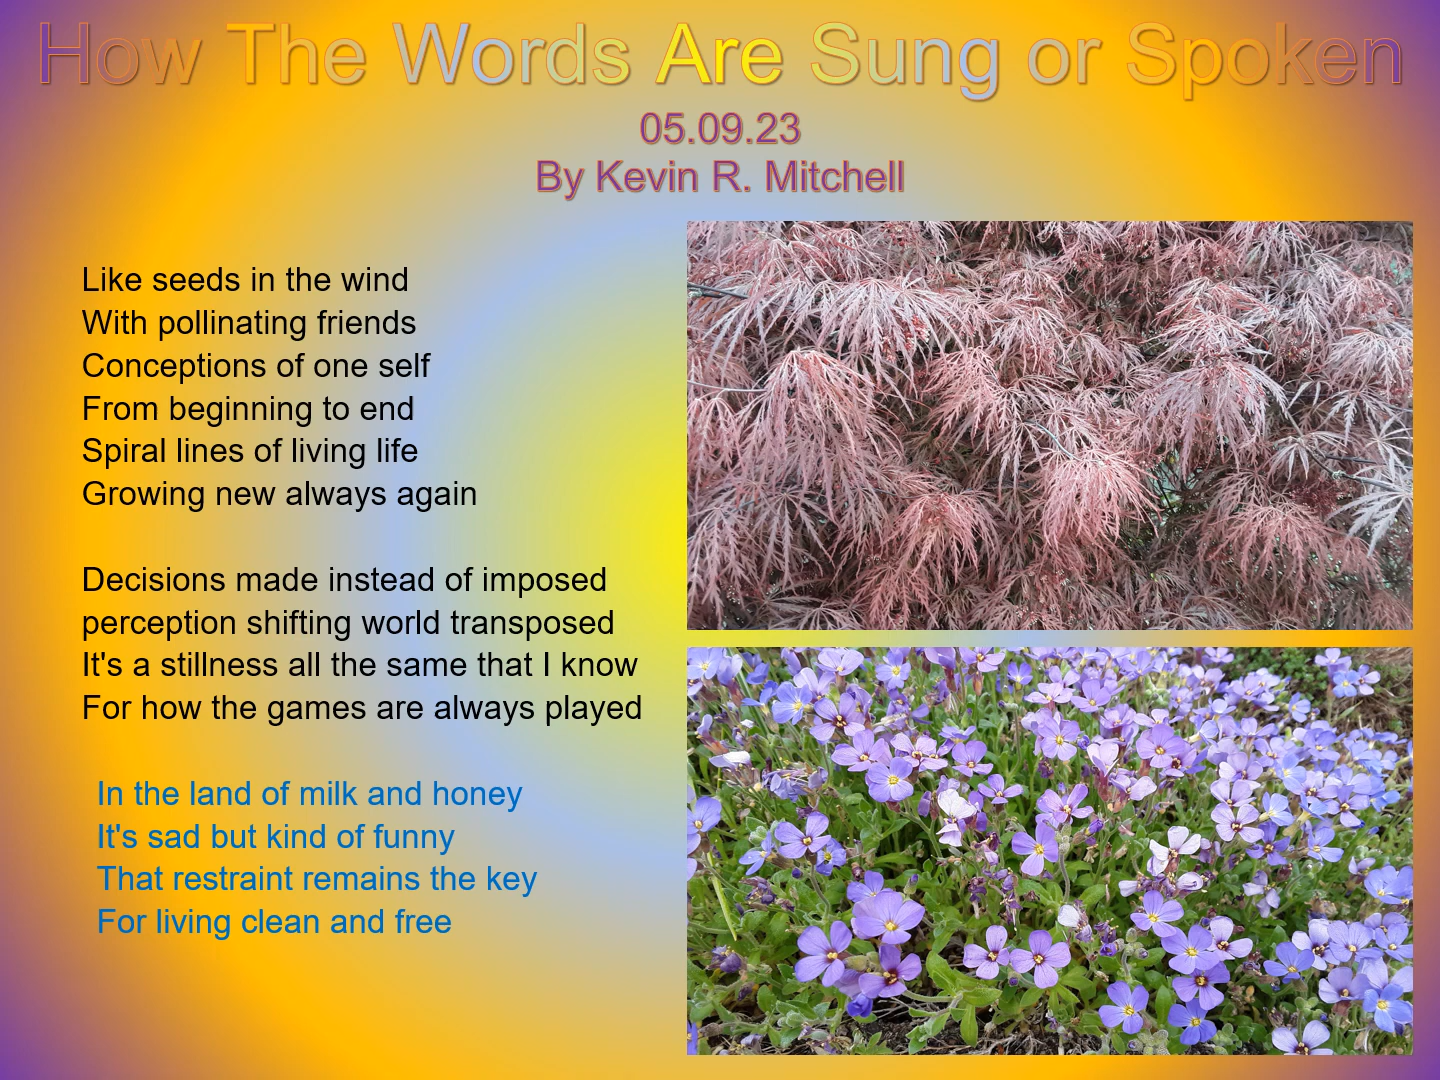 How The Words Are Sung or Spoken
05.09.23
By Kevin R. Mitchell
Like seeds in the wind
With pollinating friends
Conceptions of one self
From beginning to end
Spiral lines of living life
Growing new always again
Decisions made instead of imposed
perception shifting world transposed
It's a stillness all the same that I know
For how the games are always played
In the land of milk and honey
It's sad but kind of funny
That restraint remains the key
For living clean and free